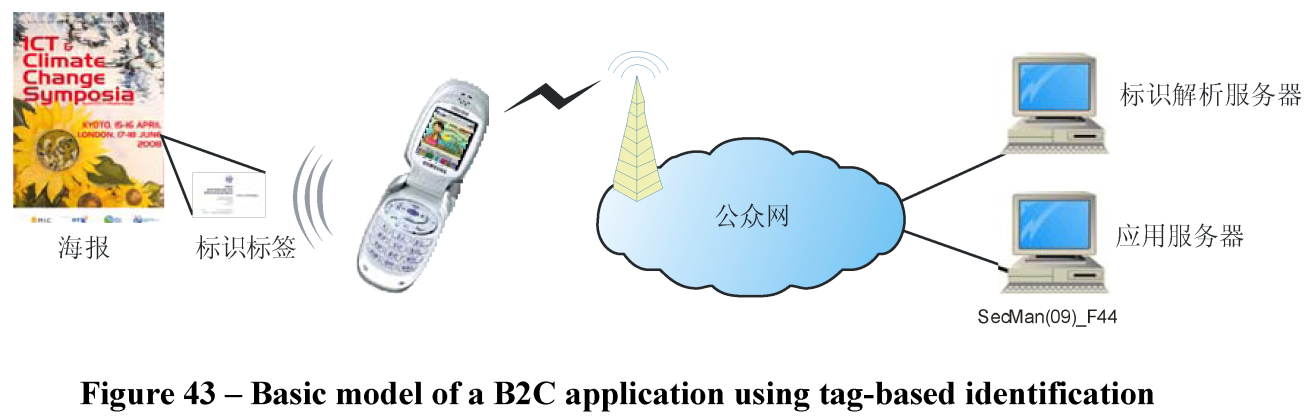 ICT &
Climate
Change
Symposia
KYOTO, 15-16 APRIL
LONDON, 17-18 JUNE
2008
海报
标识标签
公众网
标识解析服务器
应用服务器
SecMan(09)_F44
Figure 43 – Basic model of a B2C application using tag-based identification